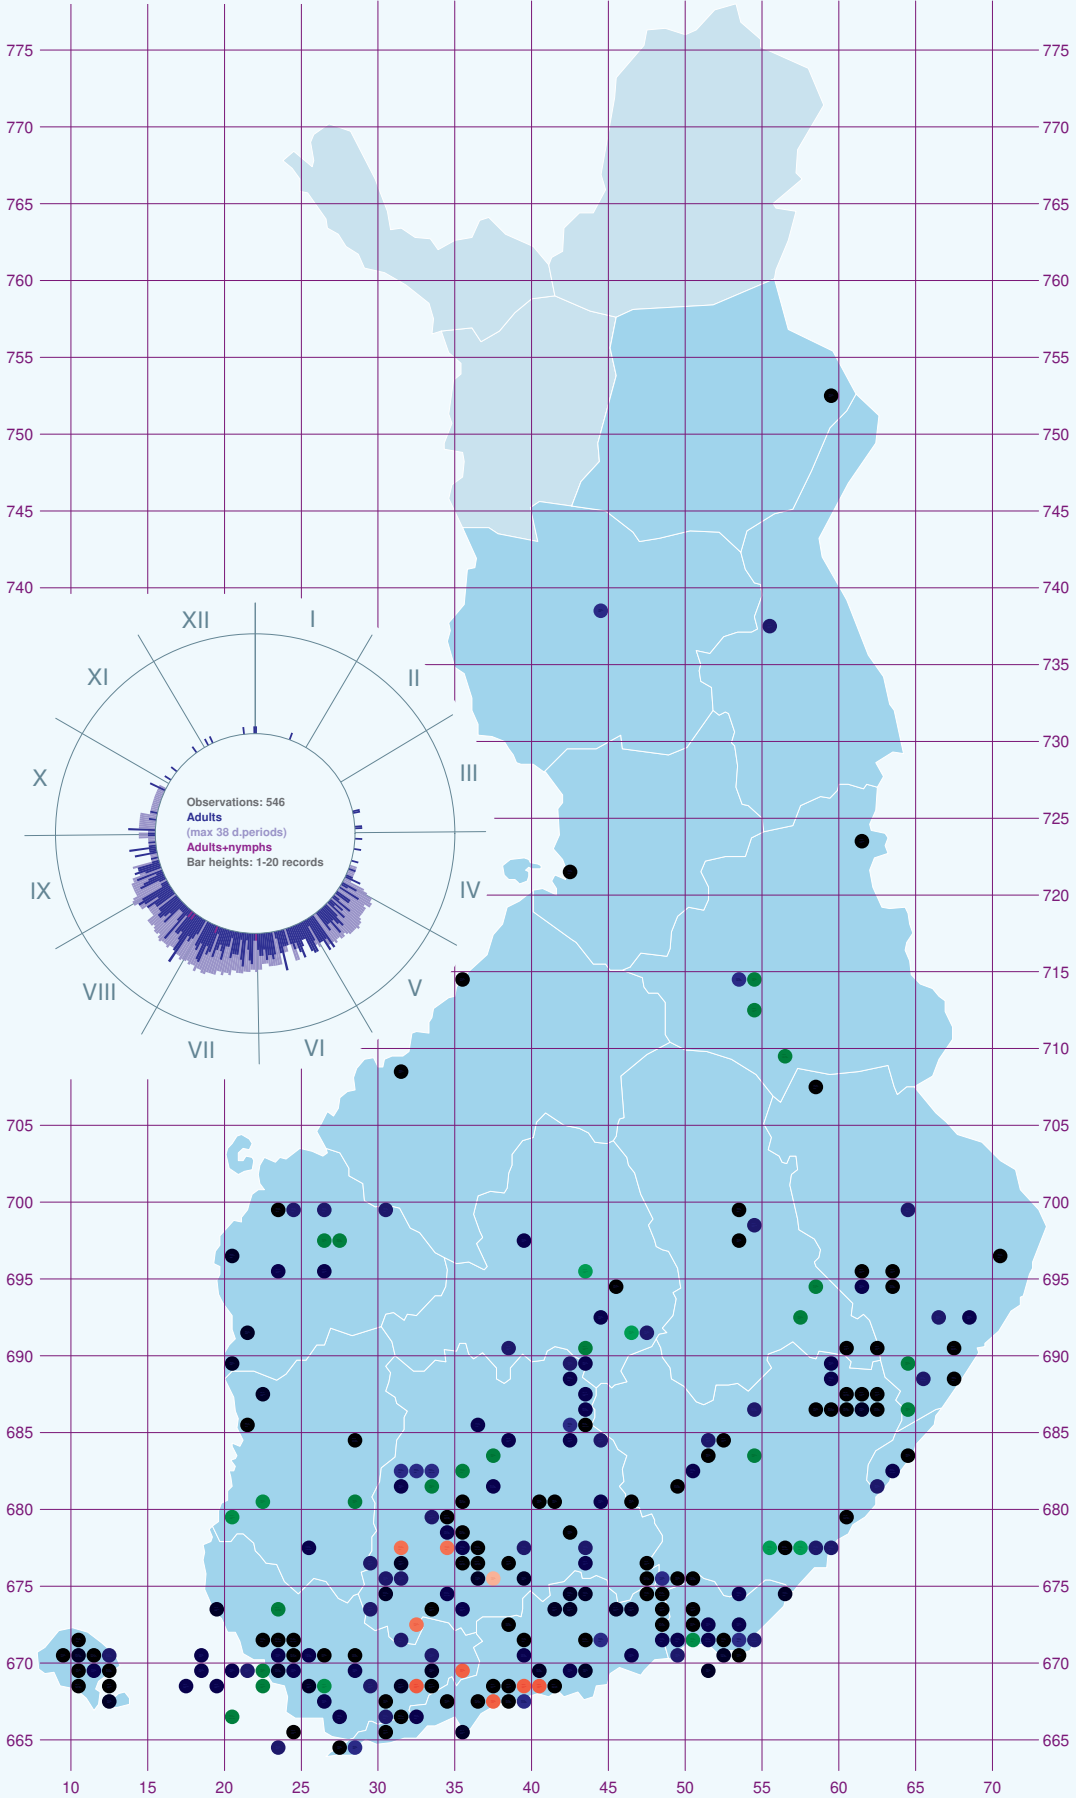 775 775
770 770
765 765
760 760
755 755
750 750
745 745
740 740
XII I
XI II
735 735
730 730
X III
Observations: 546
Adults
(max 38 d.periods)
Adults+nymphs
Bar heights: 1-20 records
725 725
IX IV
720 720
VIII V
715 715
VII VI
710 710
705 705
700 700
695 695
690 690
685 685
680 680
675 675
670 670
665 665
10 15 20 25 30 35 40 45 50 55 60 65 70